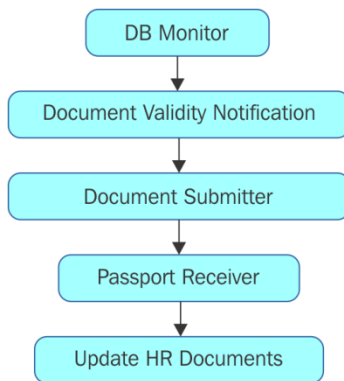 DB Monitor
Document Validity Notification
Document Submitter
Passport Receiver
Update HR Documents